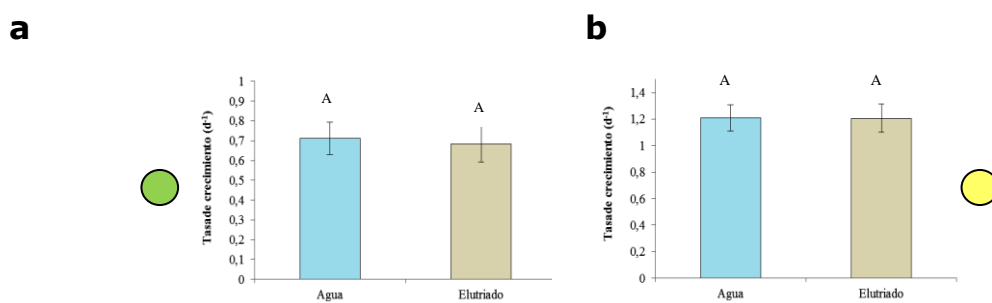 a
b
Tasade crecimiento (d⁻¹)
1
0,9
0,8
0,7
0,6
0,5
0,4
0,3
0,2
0,1
0
A
A
Agua
Elutriado
Tasade crecimiento (d⁻¹)
1,4
1,2
1
0,8
0,6
0,4
0,2
0
A
A
Agua
Elutriado